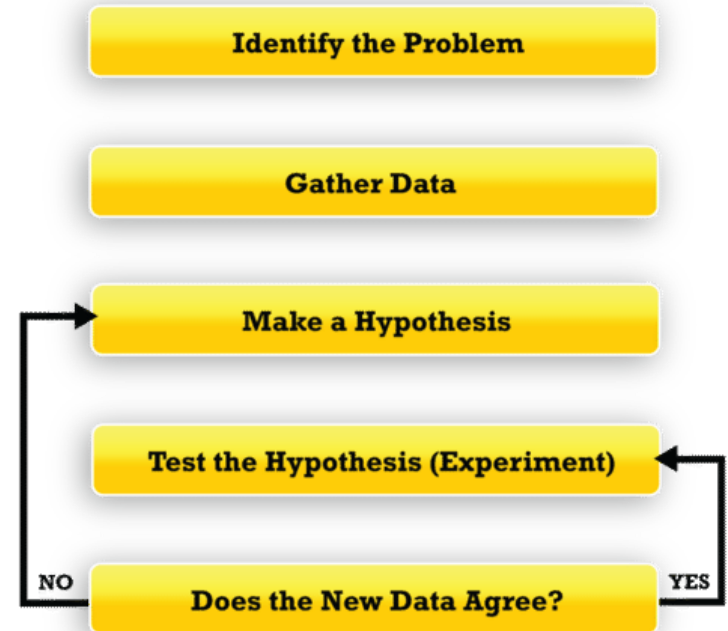 Identify the Problem
Gather Data
Make a Hypothesis
Test the Hypothesis (Experiment)
NO
Does the New Data Agree?
YES